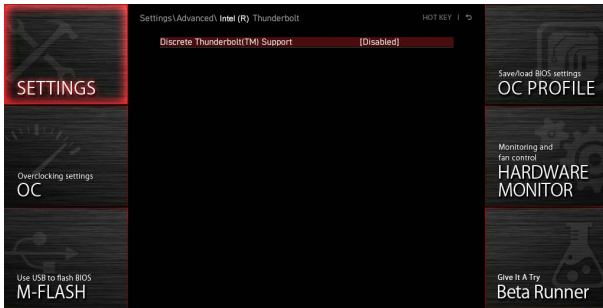 Settings\Advanced\ Intel (R) Thunderbolt
HOT KEY | ⮌
Discrete Thunderbolt(TM) Support [Disabled]
SETTINGS
Overclocking settings
OC
Use USB to flash BIOS
M-FLASH
Save/load BIOS settings
OC PROFILE
Monitoring and
fan control
HARDWARE
MONITOR
Give It A Try
Beta Runner